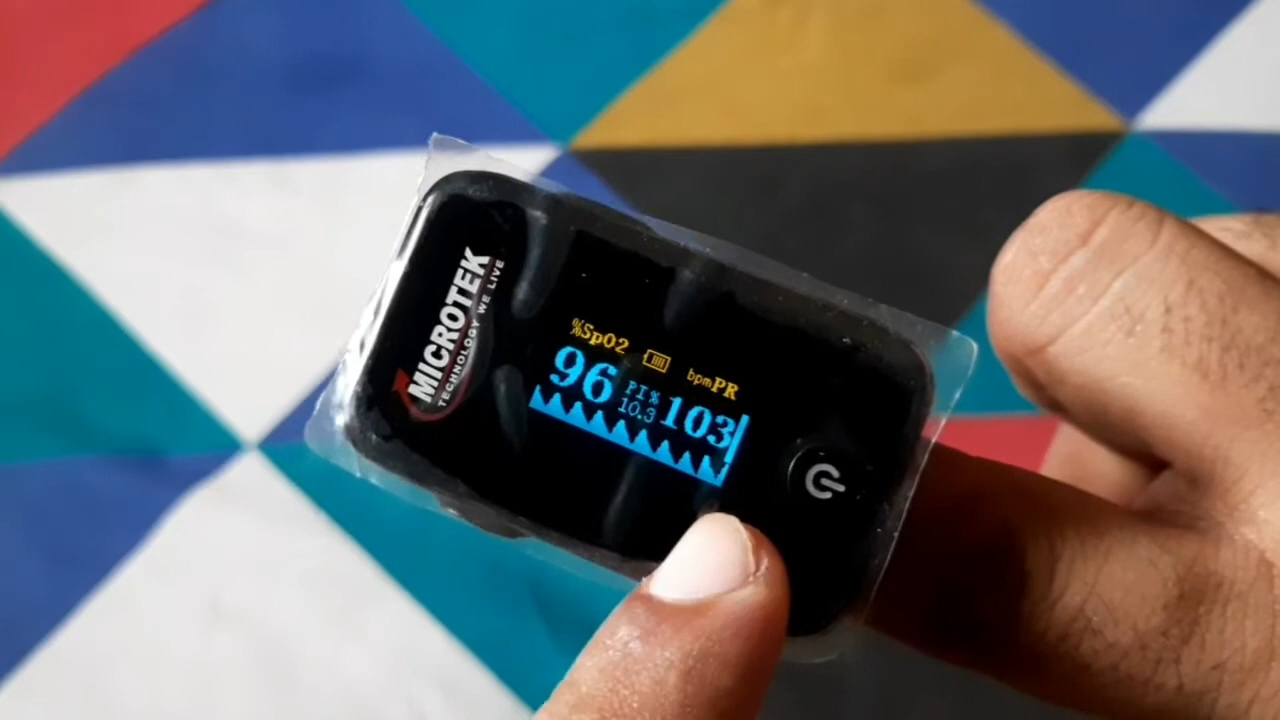 MICROTEK
TECHNOLOGY WE LIVE
%SpO2
bpmPR
96
PI%
10.3
103